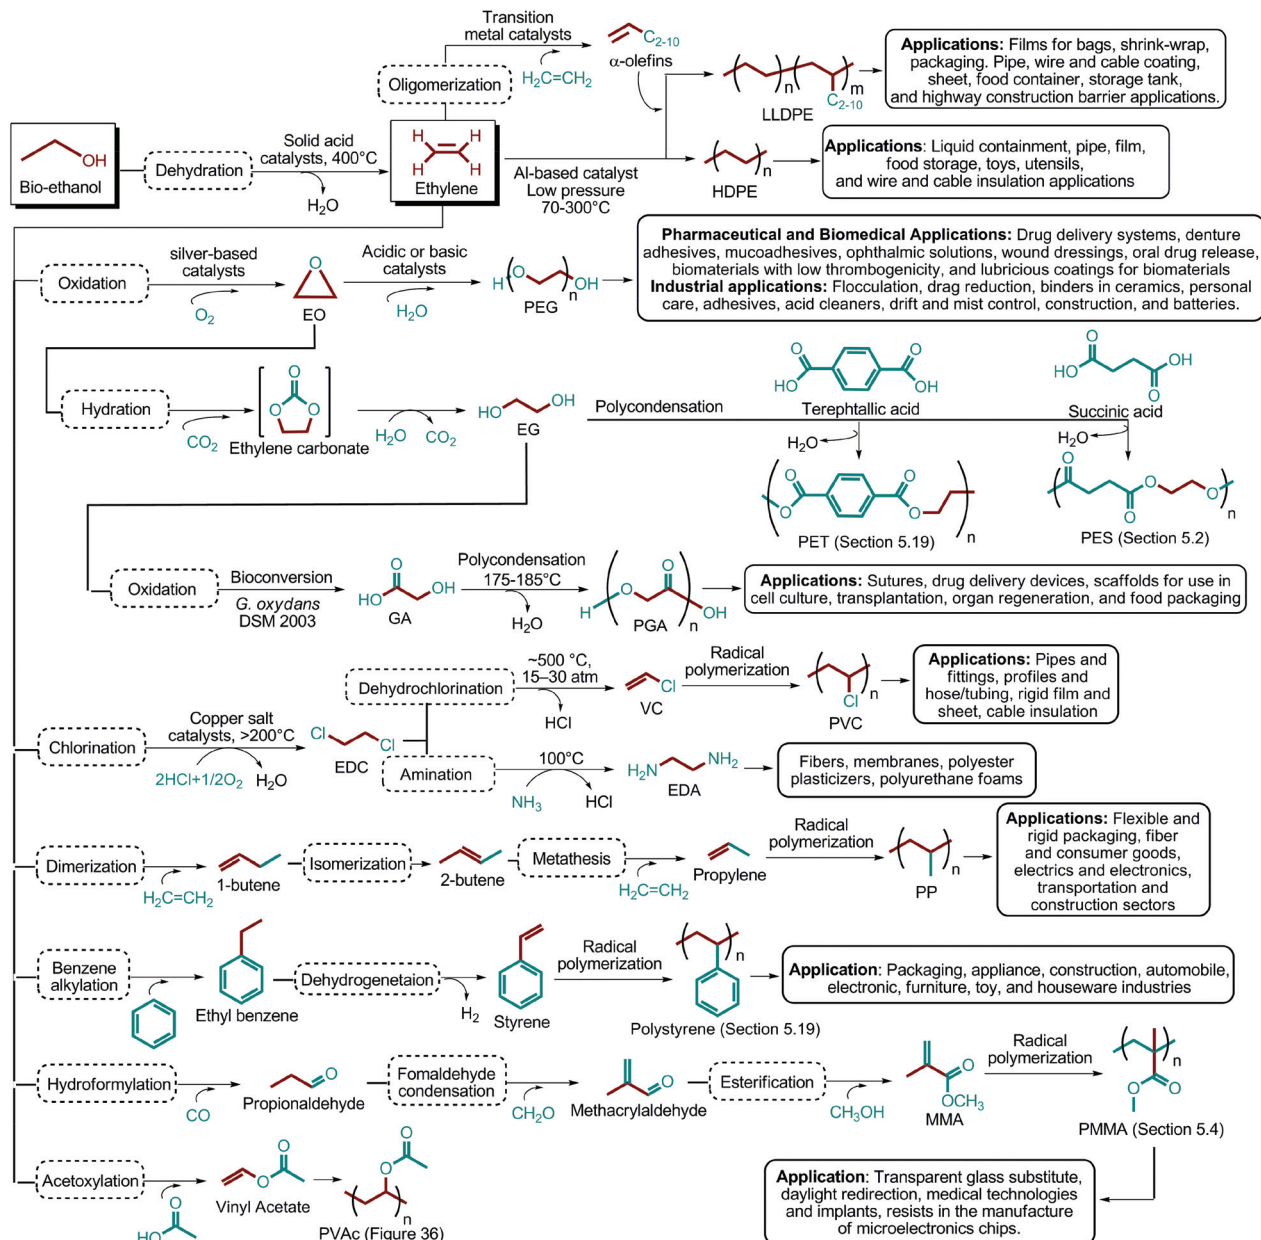 Transition
metal catalysts
C2-10
α-olefins
H2C=CH2
Oligomerization
( )n( )m
C2-10
LLDPE
Applications: Films for bags, shrink-wrap,
packaging. Pipe, wire and cable coating,
sheet, food container, storage tank,
and highway construction barrier applications.
OH
Bio-ethanol
Dehydration
Solid acid
catalysts, 400°C
H2O
H H
H H
Ethylene
Al-based catalyst
Low pressure
70-300°C
( )n
HDPE
Applications: Liquid containment, pipe, film,
food storage, toys, utensils,
and wire and cable insulation applications
Oxidation
silver-based
catalysts
O2
O
EO
Acidic or basic
catalysts
H2O
H(O )nOH
PEG
Pharmaceutical and Biomedical Applications: Drug delivery systems, denture
adhesives, mucoadhesives, ophthalmic solutions, wound dressings, oral drug release,
biomaterials with low thrombogenicity, and lubricious coatings for biomaterials
Industrial applications: Flocculation, drag reduction, binders in ceramics, personal
care, adhesives, acid cleaners, drift and mist control, construction, and batteries.
Hydration
CO2
O
O O
Ethylene carbonate
H2O
CO2
HO OH
EG
Polycondensation
O O
HO OH
Terephtallic acid
O OH
HO O
Succinic acid
H2O
H2O
O O
O O
n
PET (Section 5.19)
O O O
O
n
PES (Section 5.2)
Oxidation
Bioconversion
G. oxydans
DSM 2003
O
HO OH
GA
Polycondensation
175-185°C
H2O
O O
H OH
n
PGA
Applications: Sutures, drug delivery devices, scaffolds for use in
cell culture, transplantation, organ regeneration, and food packaging
Chlorination
Copper salt
catalysts, >200°C
2HCl+1/2O2
H2O
Cl Cl
EDC
Dehydrochlorination
~500 °C,
15–30 atm
HCl
Cl
VC
Radical
polymerization
( )n
Cl
PVC
Applications: Pipes and
fittings, profiles and
hose/tubing, rigid film and
sheet, cable insulation
Amination
100°C
NH3
HCl
H2N NH2
EDA
Fibers, membranes, polyester
plasticizers, polyurethane foams
Dimerization
H2C=CH2
1-butene
Isomerization
2-butene
Metathesis
H2C=CH2
Propylene
Radical
polymerization
( )n
PP
Applications: Flexible and
rigid packaging, fiber
and consumer goods,
electrics and electronics,
transportation and
construction sectors
Benzene
alkylation
Ethyl benzene
Dehydrogenetaion
H2
Styrene
Radical
polymerization
( )n
Polystyrene (Section 5.19)
Application: Packaging, appliance, construction, automobile,
electronic, furniture, toy, and houseware industries
Hydroformylation
CO
O
Propionaldehyde
Fomaldehyde
condensation
CH2O
O
Methacrylaldehyde
Esterification
CH3OH
O
OCH3
MMA
Radical
polymerization
( )n
O
O
PMMA (Section 5.4)
Acetoxylation
O
HO
O
O
Vinyl Acetate
O
O
( )n
PVAc (Figure 36)
Application: Transparent glass substitute,
daylight redirection, medical technologies
and implants, resists in the manufacture
of microelectronics chips.